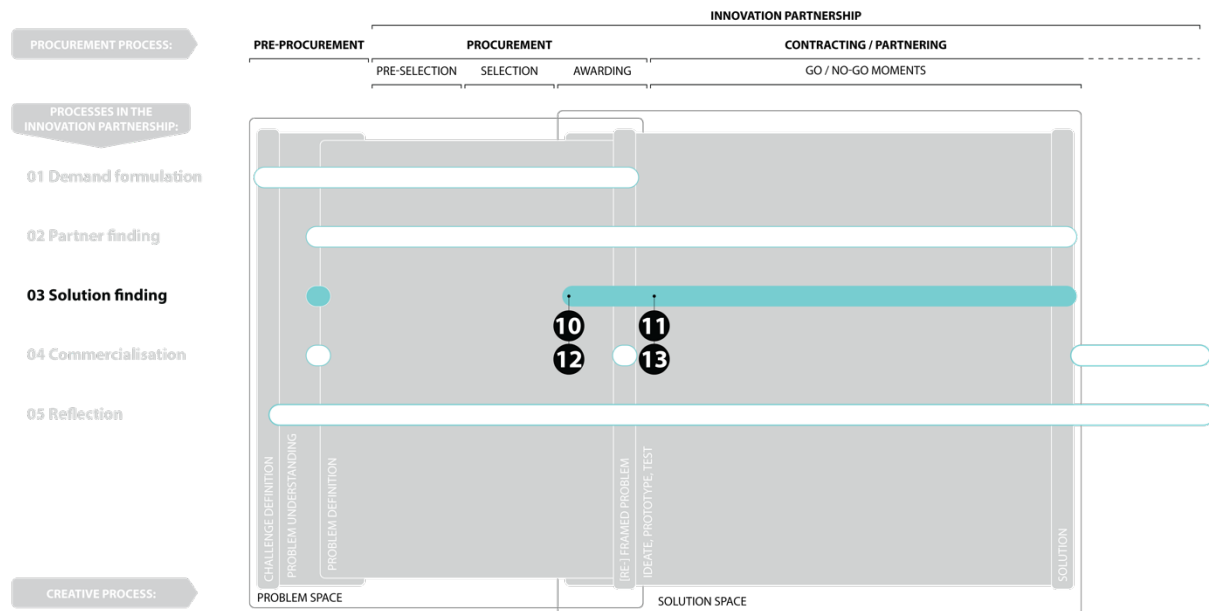 INNOVATION PARTNERSHIP
PROCUREMENT PROCESS:
PRE-PROCUREMENT
PROCUREMENT
CONTRACTING / PARTNERING
PRE-SELECTION
SELECTION
AWARDING
GO / NO-GO MOMENTS
PROCESSES IN THE
INNOVATION PARTNERSHIP:
01 Demand formulation
02 Partner finding
03 Solution finding
10
11
04 Commercialisation
12
13
05 Reflection
CHALLENGE DEFINITION
PROBLEM UNDERSTANDING
PROBLEM DEFINITION
[RE-] FRAMED PROBLEM
IDEATE, PROTOTYPE, TEST
SOLUTION
CREATIVE PROCESS:
PROBLEM SPACE
SOLUTION SPACE